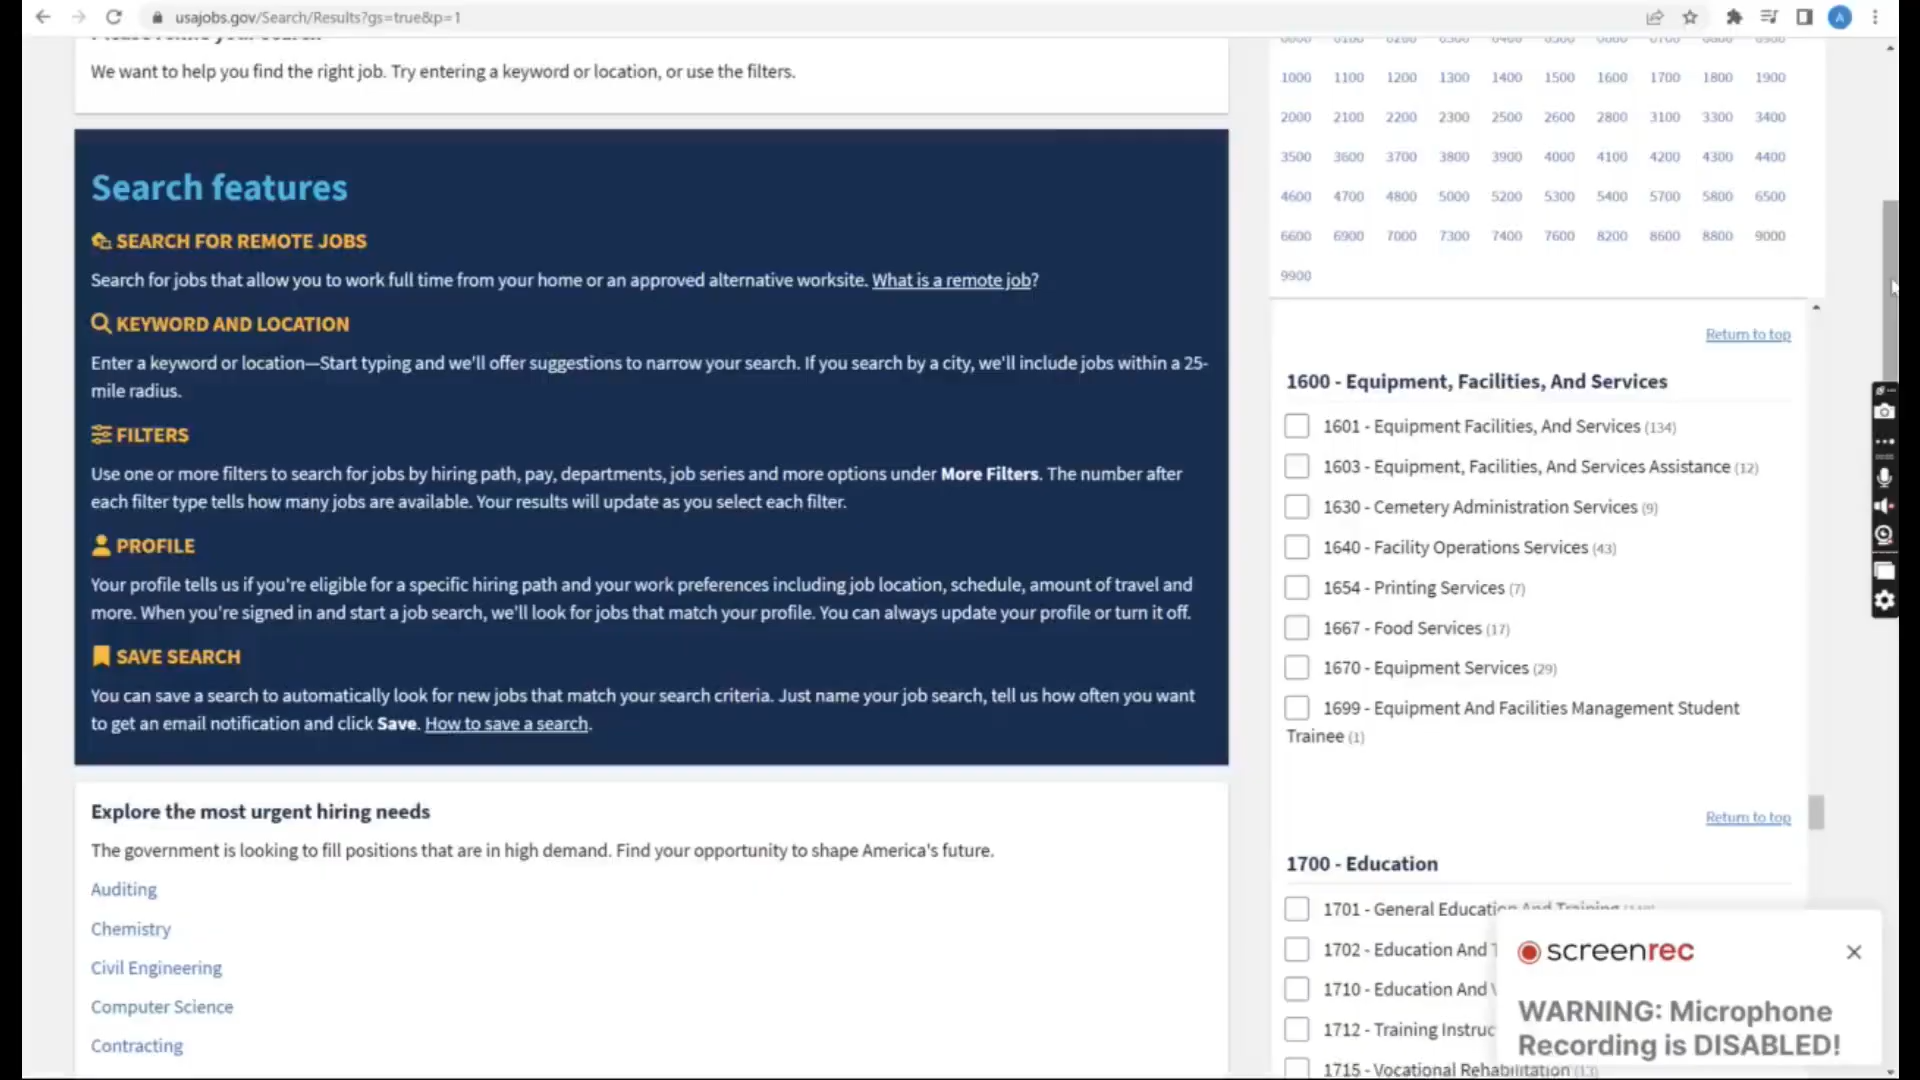 usajobs.gov/Search/Results?gs=true&p=1
A
Please refine your search
We want to help you find the right job. Try entering a keyword or location, or use the filters.
Search features
SEARCH FOR REMOTE JOBS
Search for jobs that allow you to work full time from your home or an approved alternative worksite. What is a remote job?
KEYWORD AND LOCATION
Enter a keyword or location—Start typing and we'll offer suggestions to narrow your search. If you search by a city, we'll include jobs within a 25-
mile radius.
FILTERS
Use one or more filters to search for jobs by hiring path, pay, departments, job series and more options under More Filters. The number after
each filter type tells how many jobs are available. Your results will update as you select each filter.
PROFILE
Your profile tells us if you're eligible for a specific hiring path and your work preferences including job location, schedule, amount of travel and
more. When you're signed in and start a job search, we'll look for jobs that match your profile. You can always update your profile or turn it off.
SAVE SEARCH
You can save a search to automatically look for new jobs that match your search criteria. Just name your job search, tell us how often you want
to get an email notification and click Save. How to save a search.
Explore the most urgent hiring needs
The government is looking to fill positions that are in high demand. Find your opportunity to shape America's future.
Auditing
Chemistry
Civil Engineering
Computer Science
Contracting
0000 0100 0200 0300 0400 0500 0600 0700 0800 0900
1000 1100 1200 1300 1400 1500 1600 1700 1800 1900
2000 2100 2200 2300 2500 2600 2800 3100 3300 3400
3500 3600 3700 3800 3900 4000 4100 4200 4300 4400
4600 4700 4800 5000 5200 5300 5400 5700 5800 6500
6600 6900 7000 7300 7400 7600 8200 8600 8800 9000
9900
Return to top
1600 - Equipment, Facilities, And Services
1601 - Equipment Facilities, And Services (134)
1603 - Equipment, Facilities, And Services Assistance (12)
1630 - Cemetery Administration Services (9)
1640 - Facility Operations Services (43)
1654 - Printing Services (7)
1667 - Food Services (17)
1670 - Equipment Services (29)
1699 - Equipment And Facilities Management Student
Trainee (1)
Return to top
1700 - Education
1701 - General Education And Training
1702 - Education And T
1710 - Education And V
1712 - Training Instruc
1715 - Vocational Rehabilitation (13)
screenrec
WARNING: Microphone
Recording is DISABLED!